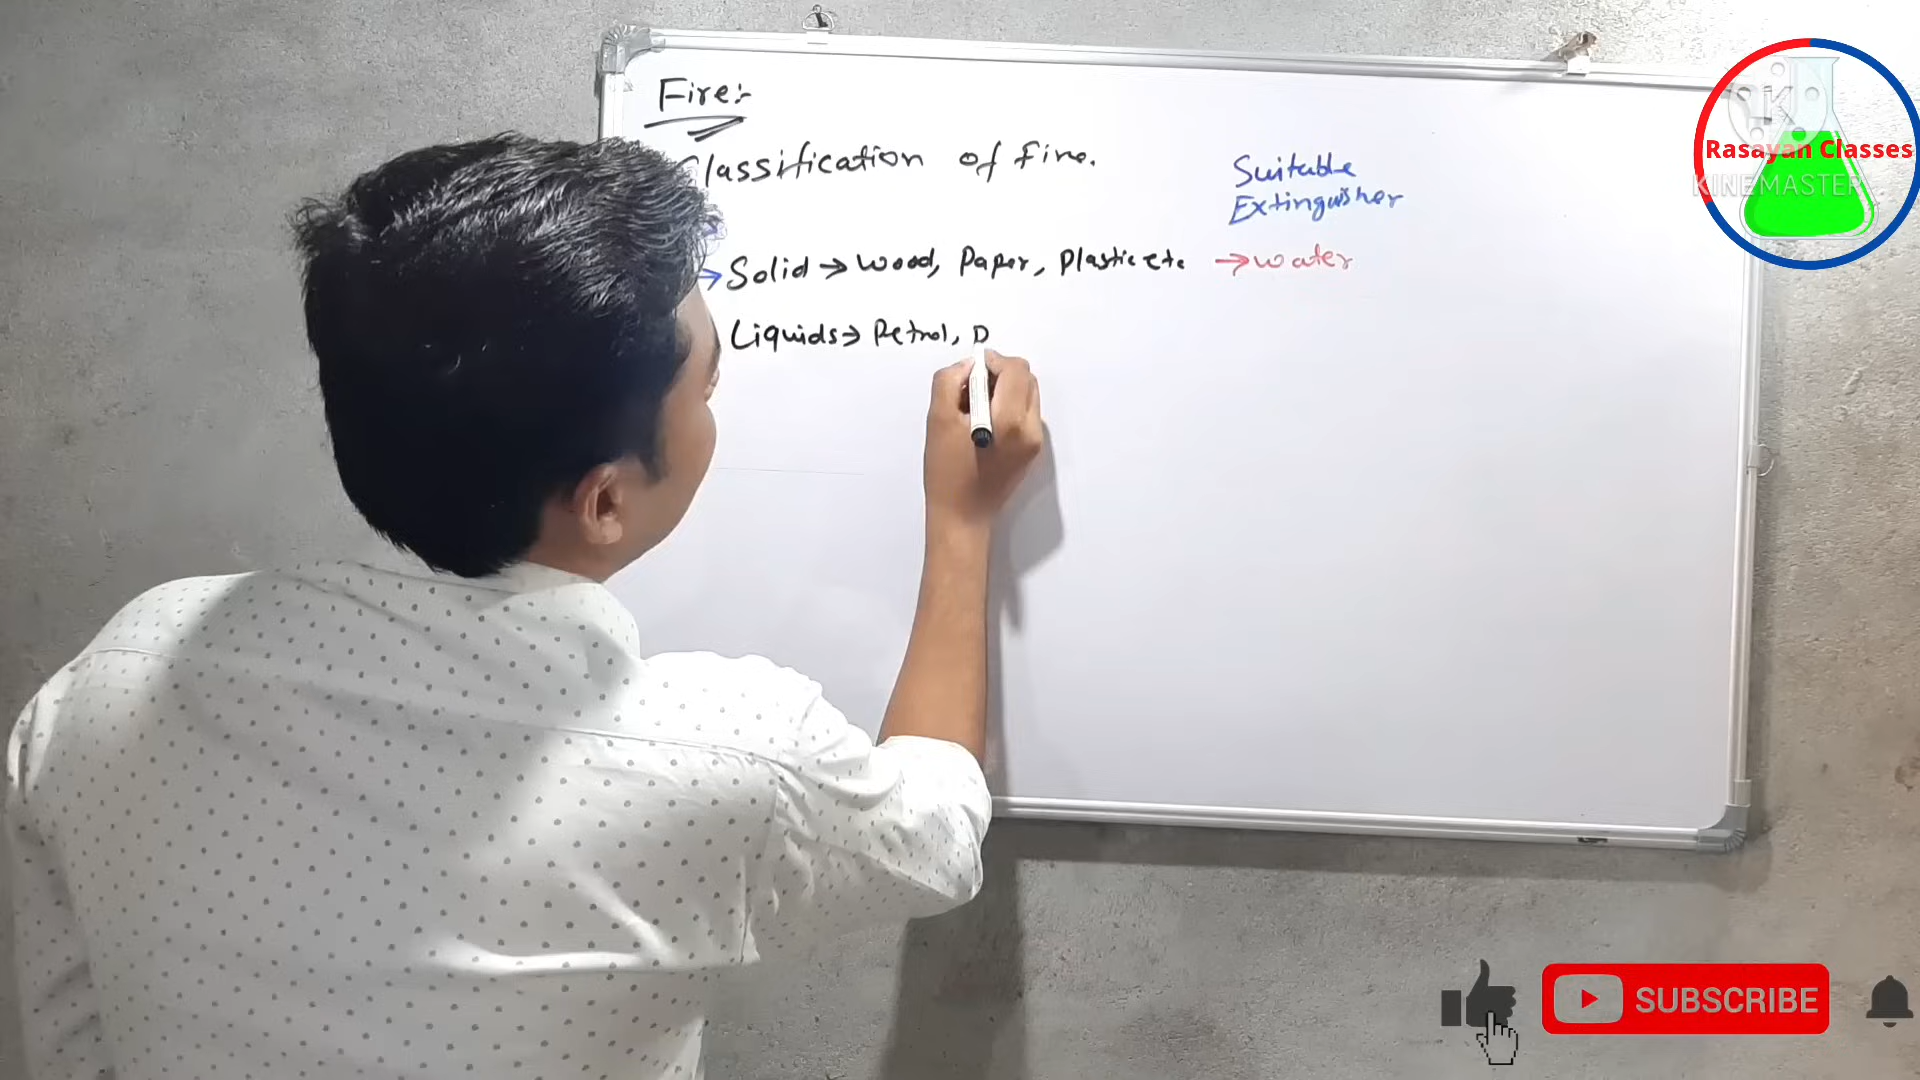 Fire:-
Classification of fire.
Suitable
Extinguisher
→ Solid → Wood, Paper, Plastic etc → water
Liquids → Petrol, D
Rasayan Classes
KINEMASTER
SUBSCRIBE